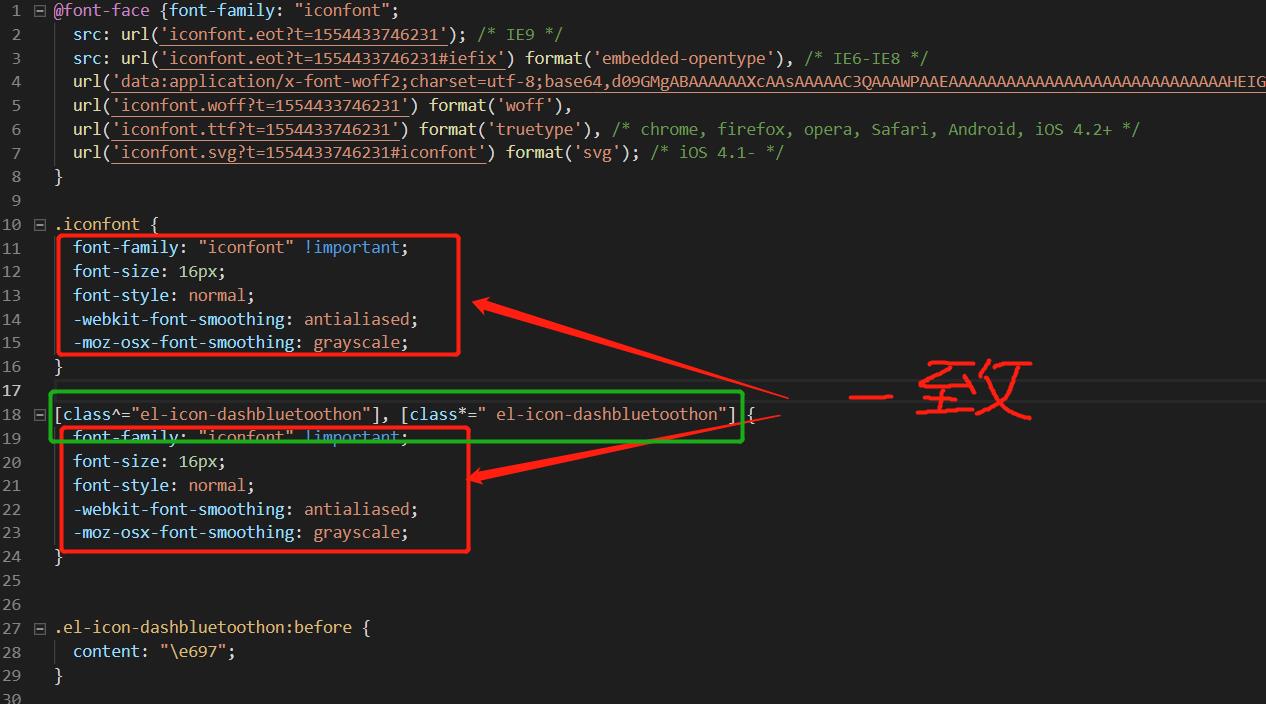 1 @font-face {font-family: "iconfont";
2 src: url('iconfont.eot?t=1554433746231'); /* IE9 */
3 src: url('iconfont.eot?t=1554433746231#iefix') format('embedded-opentype'), /* IE6-IE8 */
4 url('data:application/x-font-woff2;charset=utf-8;base64,d09GMgABAAAAAAXcAAsAAAAAC3QAAAWPAAEAAAAAAAAAAAAAAAAAAAAAAAAAAAAAHEIG
5 url('iconfont.woff?t=1554433746231') format('woff'),
6 url('iconfont.ttf?t=1554433746231') format('truetype'), /* chrome, firefox, opera, Safari, Android, iOS 4.2+ */
7 url('iconfont.svg?t=1554433746231#iconfont') format('svg'); /* iOS 4.1- */
8 }
9
10 .iconfont {
11 font-family: "iconfont" !important;
12 font-size: 16px;
13 font-style: normal;
14 -webkit-font-smoothing: antialiased;
15 -moz-osx-font-smoothing: grayscale;
16 }
17
一致
18 [class^="el-icon-dashbluetoothon"], [class*=" el-icon-dashbluetoothon"] {
19 font-family: "iconfont" !important;
20 font-size: 16px;
21 font-style: normal;
22 -webkit-font-smoothing: antialiased;
23 -moz-osx-font-smoothing: grayscale;
24 }
25
26
27 .el-icon-dashbluetoothon:before {
28 content: "\e697";
29 }
30